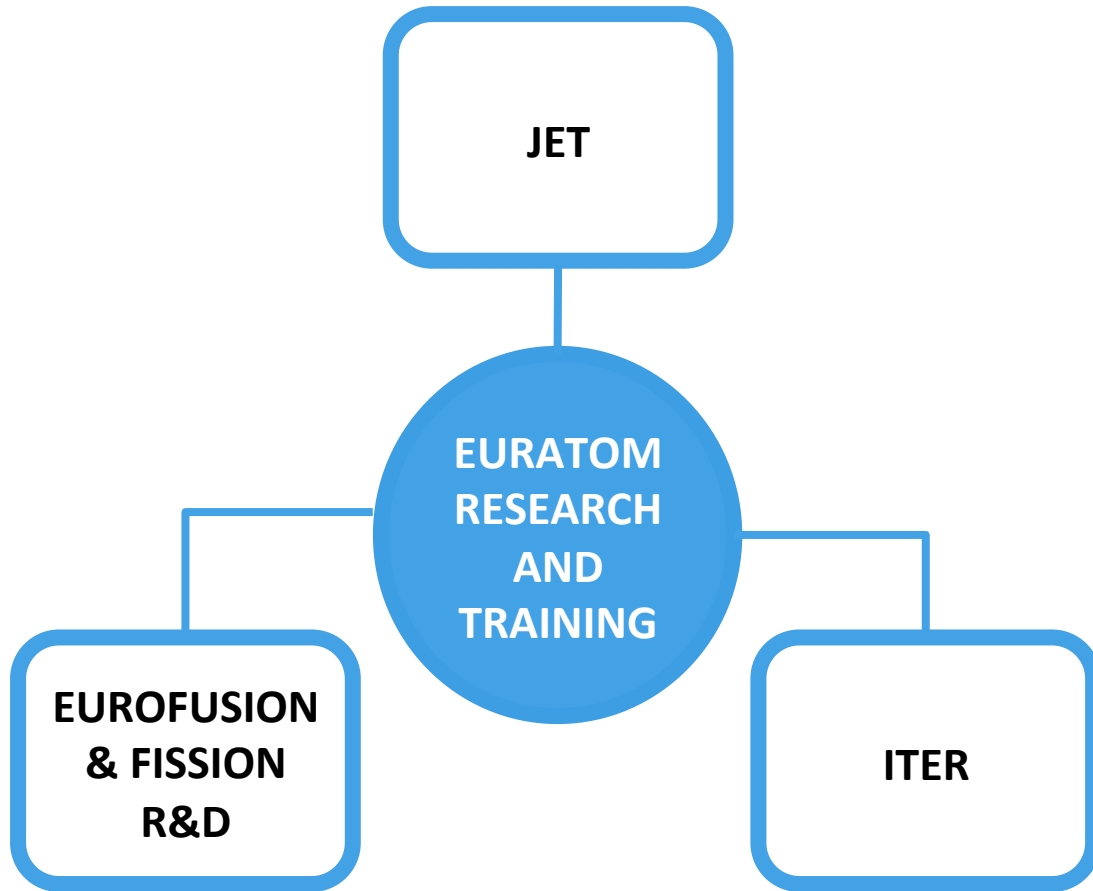 JET
EURATOM
RESEARCH
AND
TRAINING
EUROFUSION
& FISSION
R&D
ITER